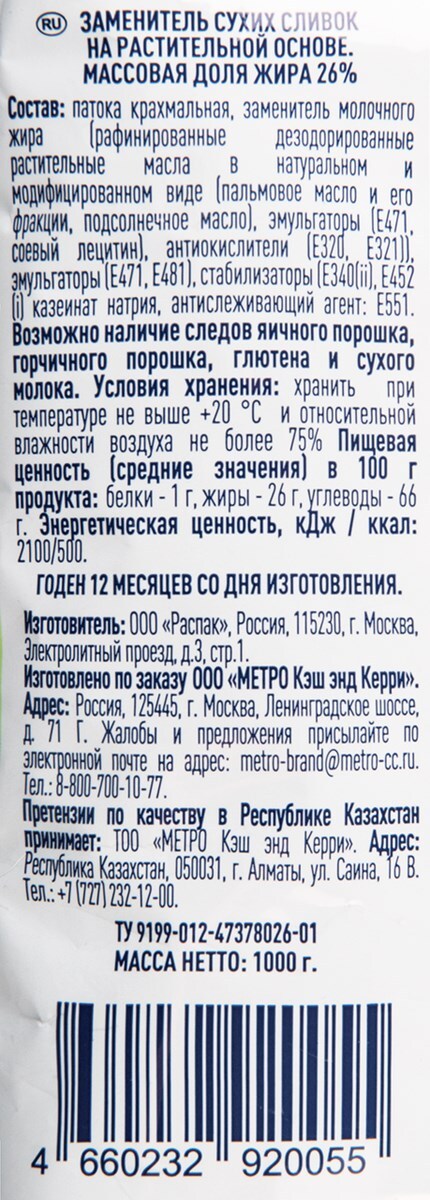 RU ЗАМЕНИТЕЛЬ СУХИХ СЛИВОК
НА РАСТИТЕЛЬНОЙ ОСНОВЕ.
МАССОВАЯ ДОЛЯ ЖИРА 26%
Состав: патока крахмальная, заменитель молочного
жира (рафинированные дезодорированные
растительные масла в натуральном и
модифицированном виде (пальмовое масло и его
фракции, подсолнечное масло), эмульгаторы (Е471,
соевый лецитин), антиокислители (Е320, Е321)),
эмульгаторы (Е471, Е481), стабилизаторы (Е340(ii), Е452
(i) казеинат натрия, антислеживающий агент: Е551.
Возможно наличие следов яичного порошка,
горчичного порошка, глютена и сухого
молока. Условия хранения: хранить при
температуре не выше +20 °С и относительной
влажности воздуха не более 75% Пищевая
ценность (средние значения) в 100 г
продукта: белки - 1 г, жиры - 26 г, углеводы - 66
г. Энергетическая ценность, кДж / ккал:
2100/500.
ГОДЕН 12 МЕСЯЦЕВ СО ДНЯ ИЗГОТОВЛЕНИЯ.
Изготовитель: ООО «Распак», Россия, 115230, г. Москва,
Электролитный проезд, д.3, стр.1.
Изготовлено по заказу ООО «МЕТРО Кэш энд Керри».
Адрес: Россия, 125445, г. Москва, Ленинградское шоссе,
д. 71 Г. Жалобы и предложения присылайте по
электронной почте на адрес: metro-brand@metro-cc.ru.
Тел.: 8-800-700-10-77.
Претензии по качеству в Республике Казахстан
принимает: ТОО «МЕТРО Кэш энд Керри». Адрес:
Республика Казахстан, 050031, г. Алматы, ул. Саина, 16 В.
Тел.: +7 (727) 232-12-00.
ТУ 9199-012-47378026-01
МАССА НЕТТО: 1000 г.
4 660232 920055